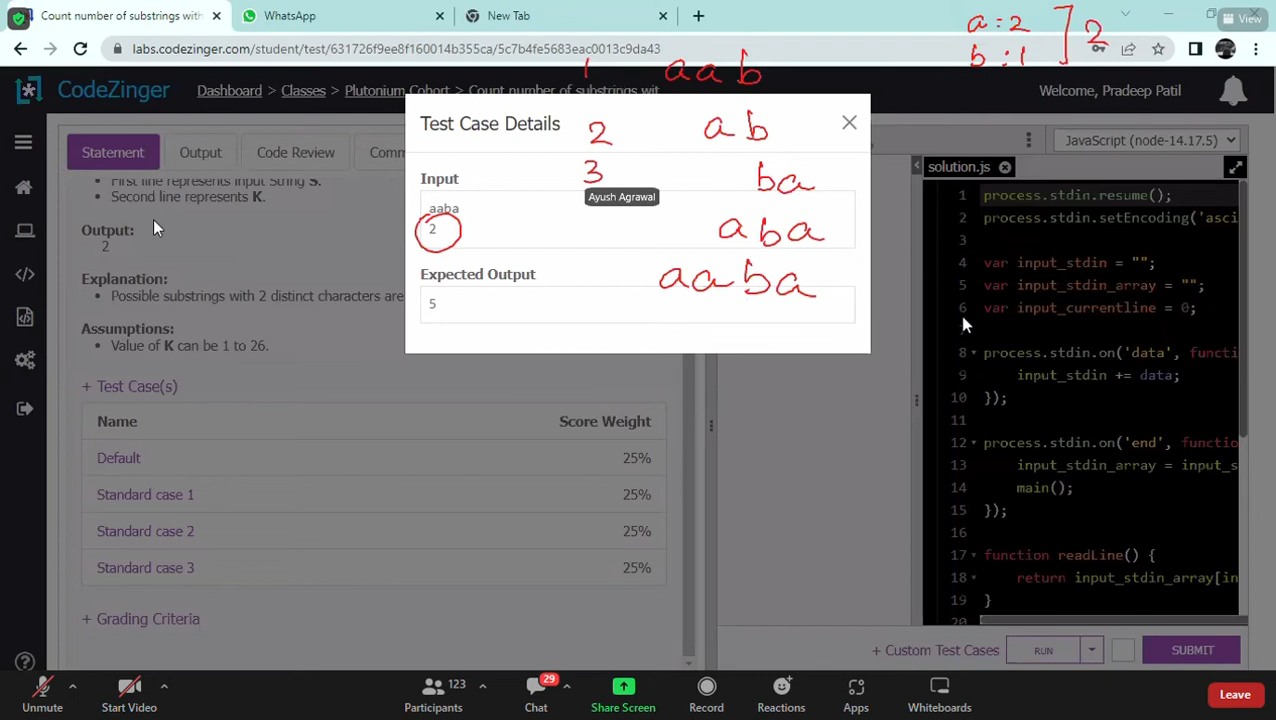 Count number of substrings with
WhatsApp
New Tab
View
labs.codezinger.com/student/test/631726f9ee8f160014b355ca/5c7b4fe5683eac0013c9da43
a : 2
b : 1
2
CodeZinger
Dashboard > Classes > Plutonium Cohort > Count number of substrings wit
Welcome, Pradeep Patil
1 aab
2 ab
3 ba
aba
aaba
Statement
Output
Code Review
Comm
First line represents input String S.
Second line represents K.
Output:
2
Explanation:
Possible substrings with 2 distinct characters are
Assumptions:
Value of K can be 1 to 26.
+ Test Case(s)
Name Score Weight
Default 25%
Standard case 1 25%
Standard case 2 25%
Standard case 3 25%
+ Grading Criteria
Test Case Details
Input
aaba
2
Ayush Agrawal
Expected Output
5
JavaScript (node-14.17.5)
solution.js
1 process.stdin.resume();
2 process.stdin.setEncoding('asci
3
4 var input_stdin = "";
5 var input_stdin_array = "";
6 var input_currentline = 0;
8 process.stdin.on('data', functi
9 input_stdin += data;
10 });
11
12 process.stdin.on('end', functio
13 input_stdin_array = input_s
14 main();
15 });
16
17 function readLine() {
18 return input_stdin_array[in
19 }
20
+ Custom Test Cases
RUN
SUBMIT
29
123
Unmute
Start Video
Participants
Chat
Share Screen
Record
Reactions
Apps
Whiteboards
Leave